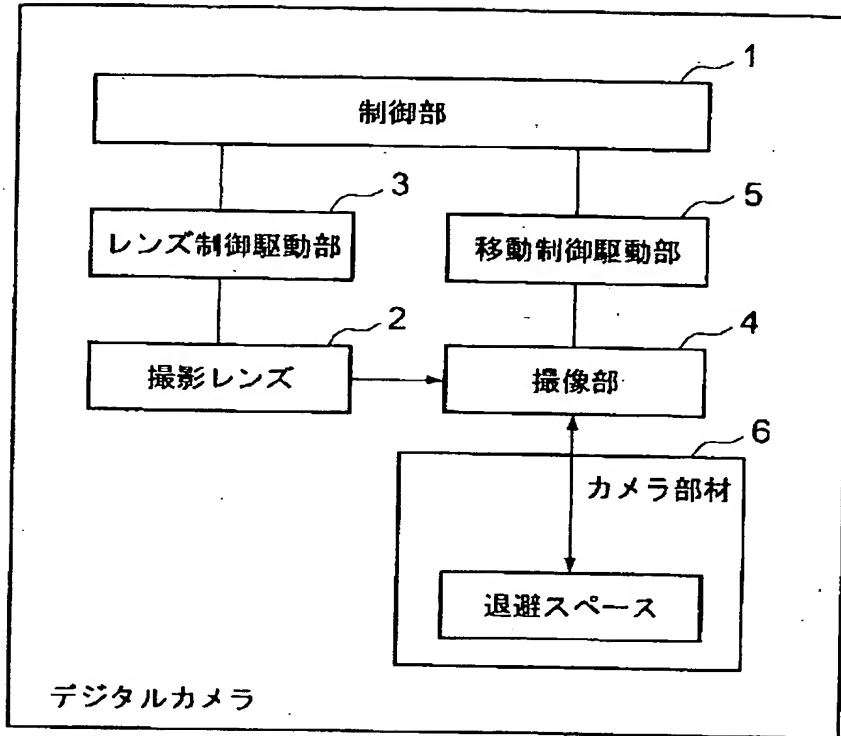 1
制御部
3
レンズ制御駆動部
5
移動制御駆動部
2
撮影レンズ
4
撮像部
6
カメラ部材
退避スペース
デジタルカメラ